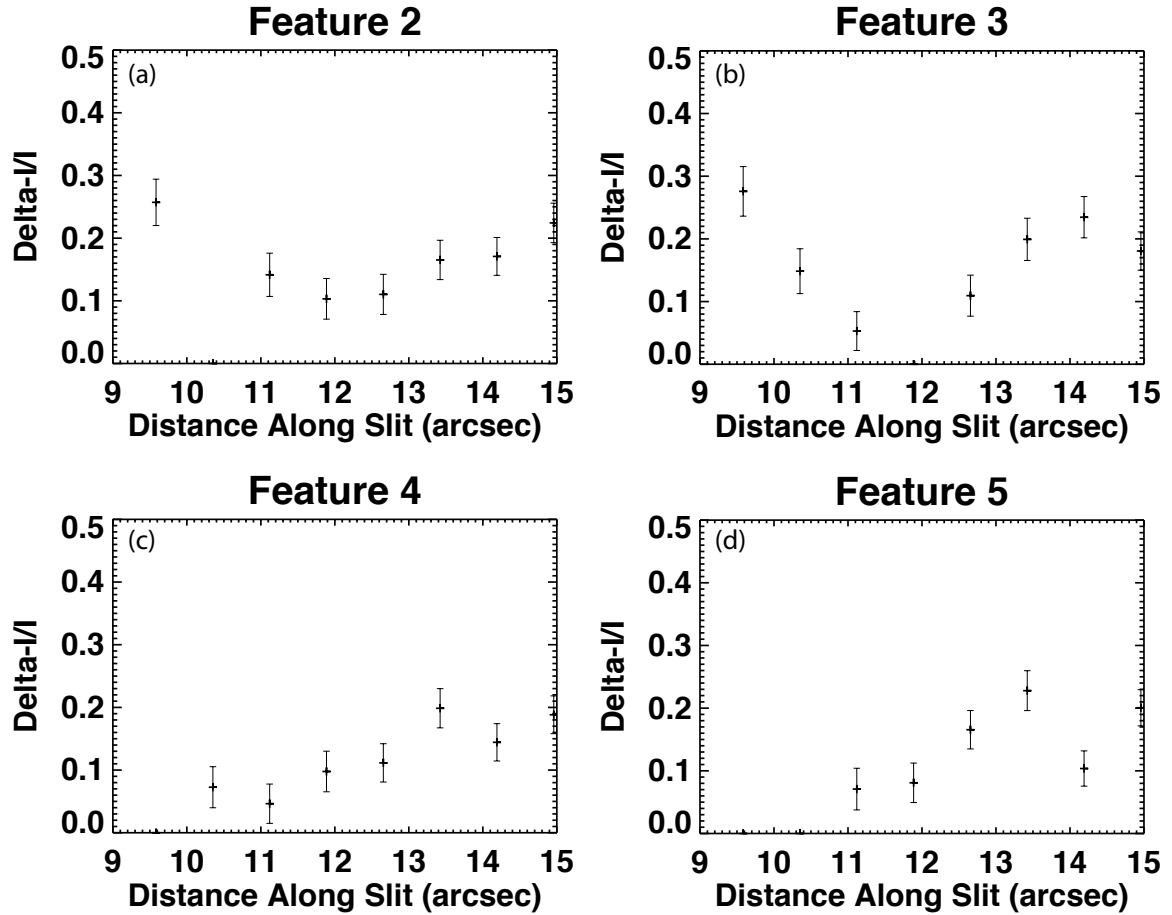 Feature 2
(a)
0.5
0.4
0.3
0.2
0.1
0.0
Delta-I/I
9 10 11 12 13 14 15
Distance Along Slit (arcsec)
Feature 3
(b)
0.5
0.4
0.3
0.2
0.1
0.0
Delta-I/I
9 10 11 12 13 14 15
Distance Along Slit (arcsec)
Feature 4
(c)
0.5
0.4
0.3
0.2
0.1
0.0
Delta-I/I
9 10 11 12 13 14 15
Distance Along Slit (arcsec)
Feature 5
(d)
0.5
0.4
0.3
0.2
0.1
0.0
Delta-I/I
9 10 11 12 13 14 15
Distance Along Slit (arcsec)